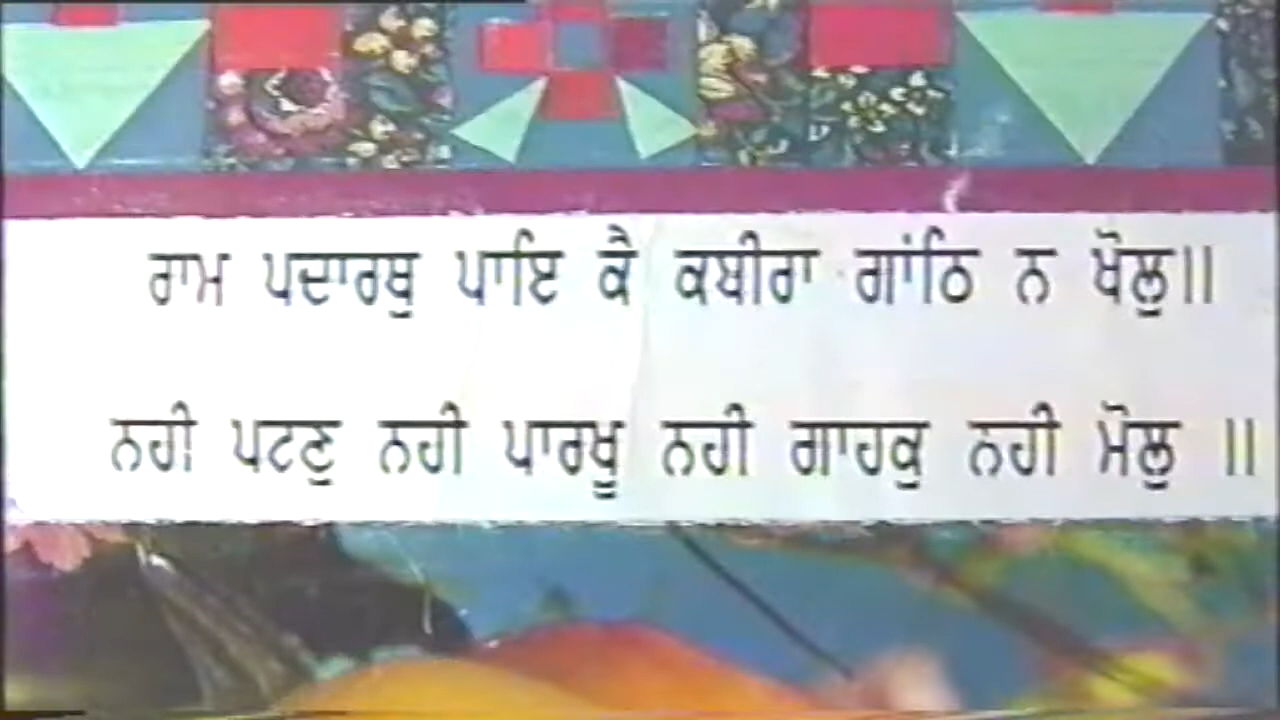 ਰਾਮ ਪਦਾਰਥੁ ਪਾਇ ਕੈ ਕਬੀਰਾ ਗਾਂਠਿ ਨ ਖੋਲੁ॥
ਨਹੀ ਪਟਣੁ ਨਹੀ ਪਾਰਖੂ ਨਹੀ ਗਾਹਕੁ ਨਹੀ ਮੋਲੁ ॥